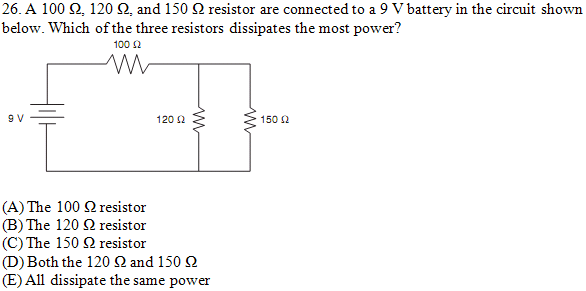 26. A 100 Ω, 120 Ω, and 150 Ω resistor are connected to a 9 V battery in the circuit shown
below. Which of the three resistors dissipates the most power?
100 Ω
9 V
120 Ω
150 Ω
(A) The 100 Ω resistor
(B) The 120 Ω resistor
(C) The 150 Ω resistor
(D) Both the 120 Ω and 150 Ω
(E) All dissipate the same power